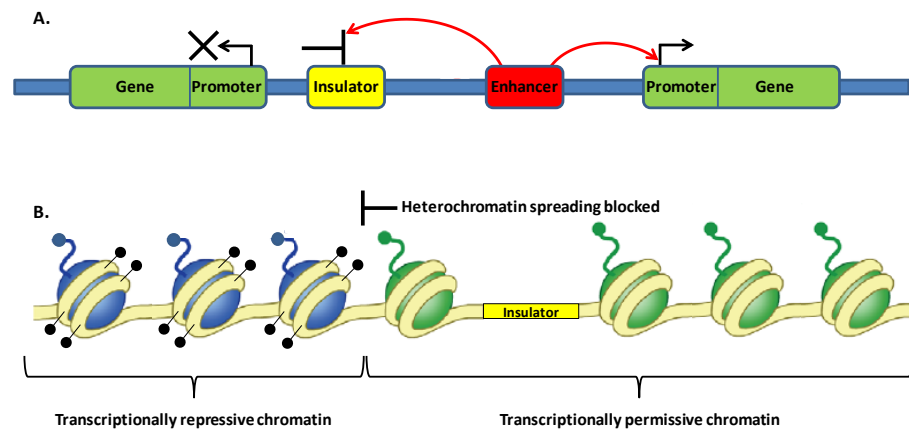 A.
Gene
Promoter
Insulator
Enhancer
Promoter
Gene
B.
Heterochromatin spreading blocked
Insulator
Transcriptionally repressive chromatin
Transcriptionally permissive chromatin